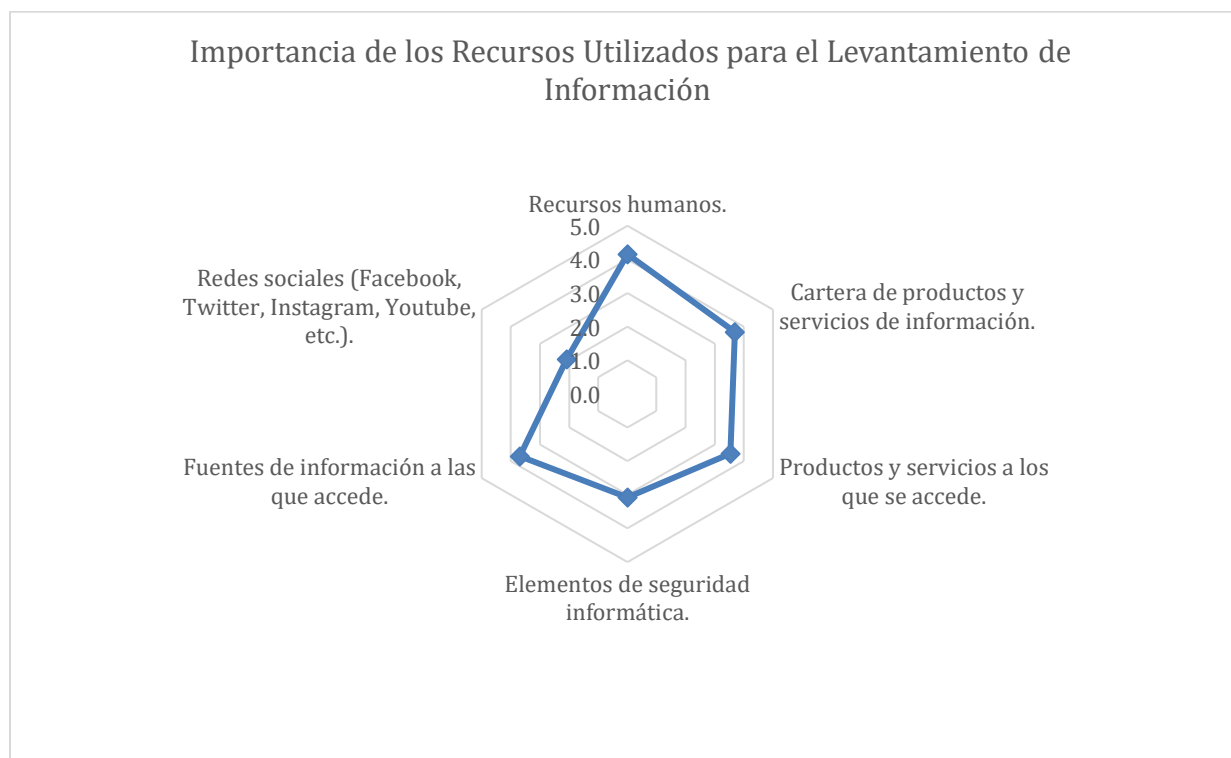 Importancia de los Recursos Utilizados para el Levantamiento de
Información
Recursos humanos.
5.0
4.0
3.0
2.0
1.0
0.0
Cartera de productos y
servicios de información.
Productos y servicios a los
que se accede.
Elementos de seguridad
informática.
Fuentes de información a las
que accede.
Redes sociales (Facebook,
Twitter, Instagram, Youtube,
etc.).